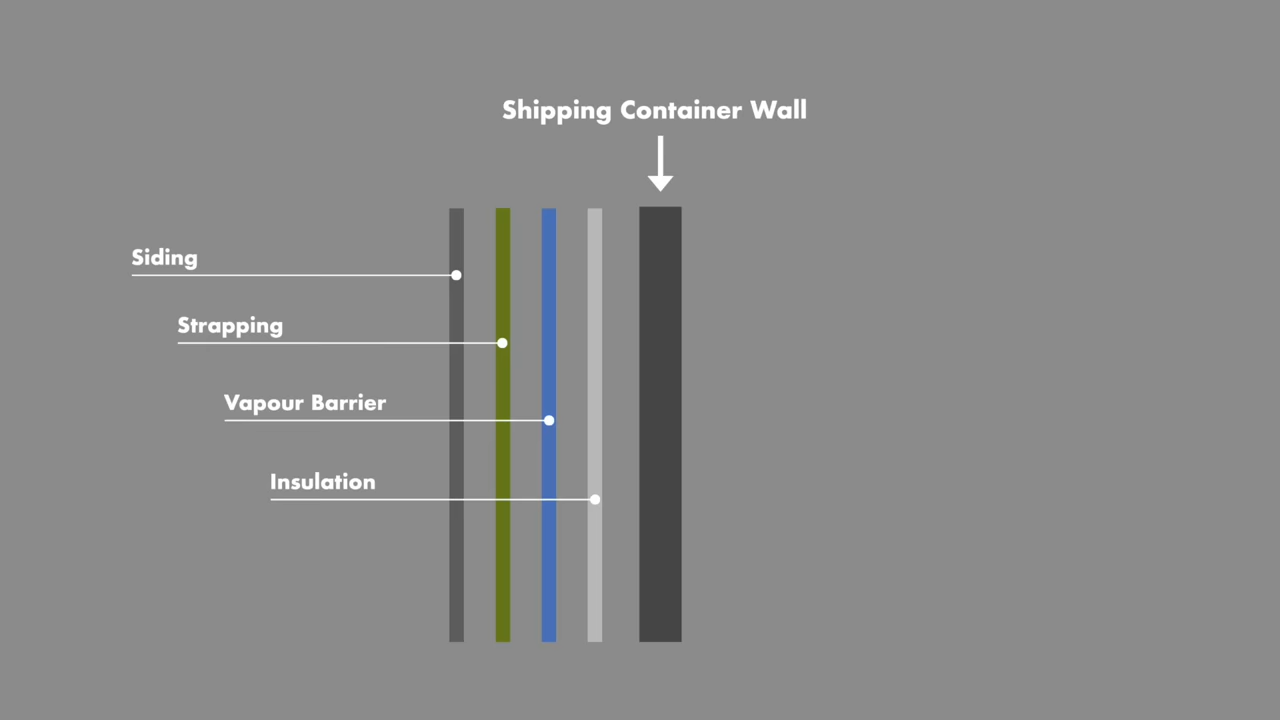 Shipping Container Wall
Siding
Strapping
Vapour Barrier
Insulation